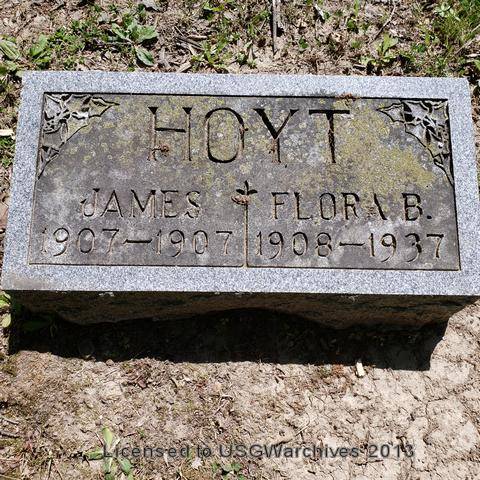 HOYT
JAMES FLORA B.
1907-1907 1908-1937
Licensed to USGWarchives 2013